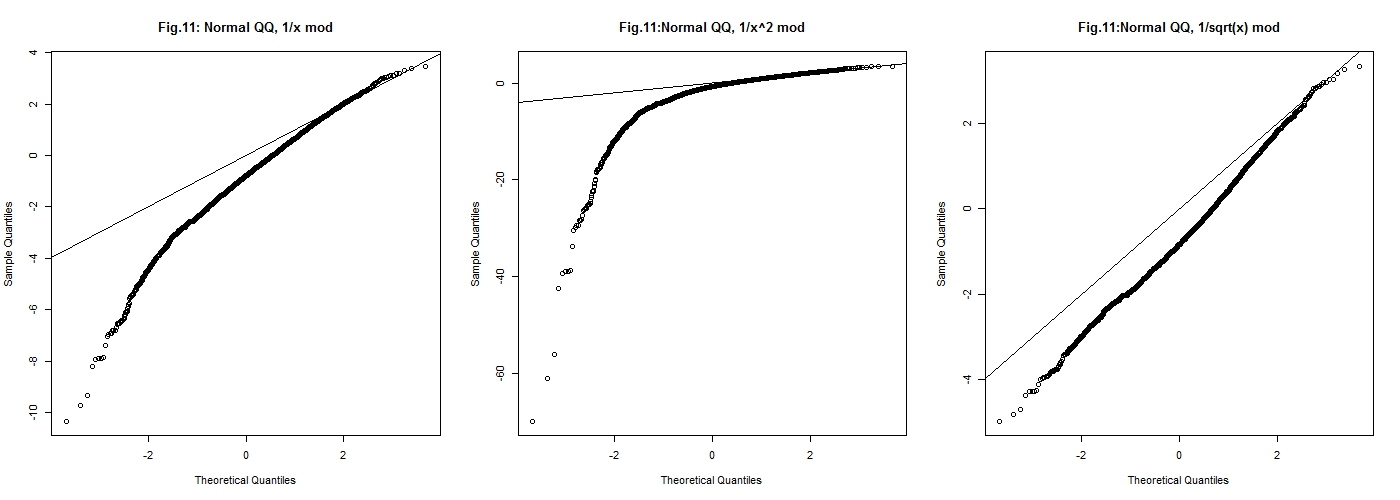 Fig.11: Normal QQ, 1/x mod
4
2
0
-2
-4
-6
-8
-10
Sample Quantiles
-2
0
2
Theoretical Quantiles
Fig.11:Normal QQ, 1/x^2 mod
0
-20
-40
-60
Sample Quantiles
-2
0
2
Theoretical Quantiles
Fig.11:Normal QQ, 1/sqrt(x) mod
2
0
-2
-4
Sample Quantiles
-2
0
2
Theoretical Quantiles